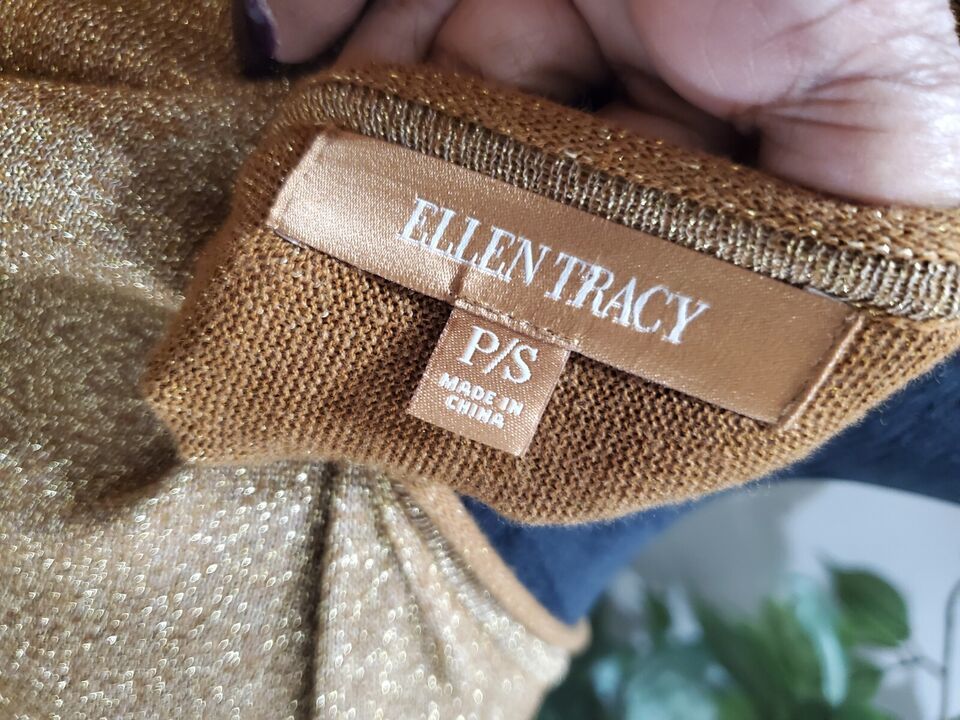 ELLEN TRACY
P/S
MADE IN
CHINA